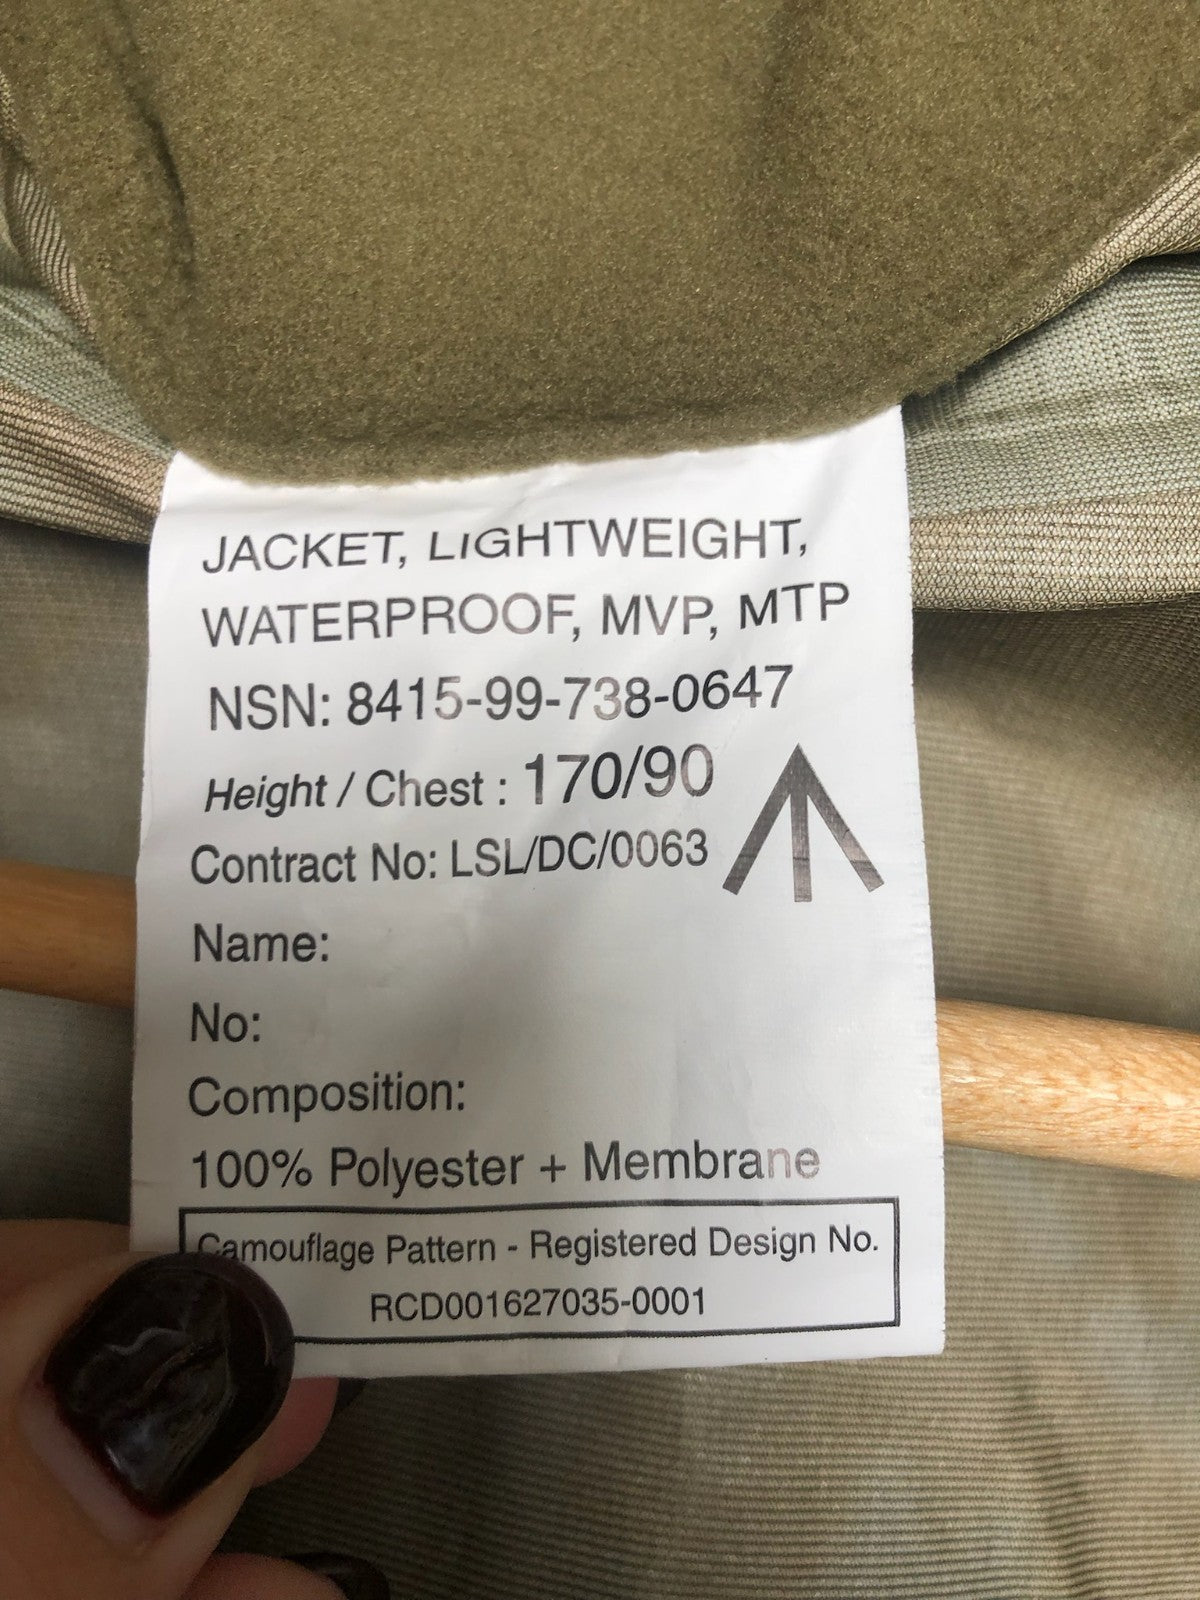 JACKET, LIGHTWEIGHT,
WATERPROOF, MVP, MTP
NSN: 8415-99-738-0647
Height / Chest : 170/90
Contract No: LSL/DC/0063
Name:
No:
Composition:
100% Polyester + Membrane
Camouflage Pattern - Registered Design No.
RCD001627035-0001